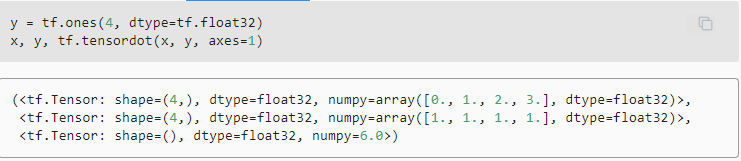 y = tf.ones(4, dtype=tf.float32)
x, y, tf.tensordot(x, y, axes=1)
(<tf.Tensor: shape=(4,), dtype=float32, numpy=array([0., 1., 2., 3.], dtype=float32)>,
 <tf.Tensor: shape=(4,), dtype=float32, numpy=array([1., 1., 1., 1.], dtype=float32)>,
 <tf.Tensor: shape=(), dtype=float32, numpy=6.0>)